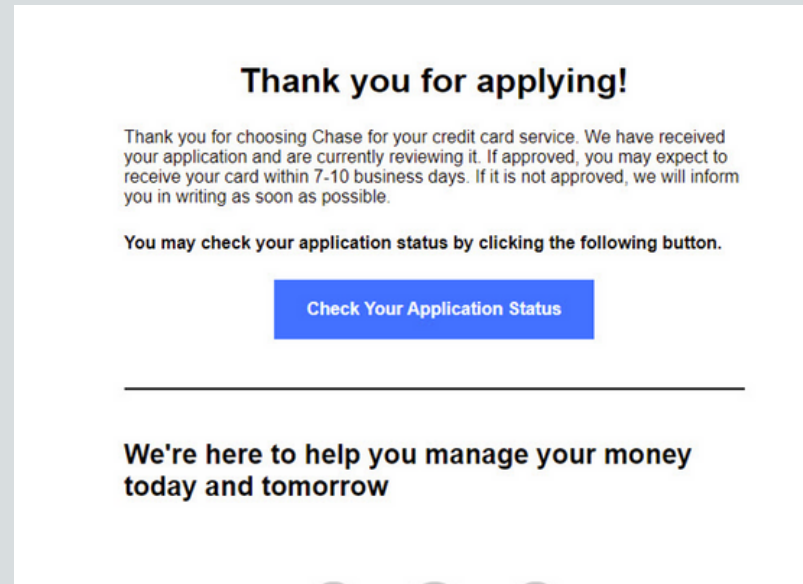 Thank you for applying!
Thank you for choosing Chase for your credit card service. We have received
your application and are currently reviewing it. If approved, you may expect to
receive your card within 7-10 business days. If it is not approved, we will inform
you in writing as soon as possible.
You may check your application status by clicking the following button.
Check Your Application Status
We're here to help you manage your money
today and tomorrow